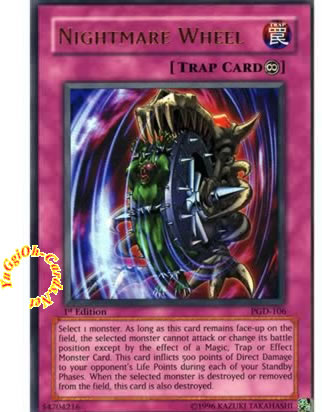 NIGHTMARE WHEEL
TRAP
罠
[TRAP CARD]
YuGgiOh-Cards.Net
1st Edition
PGD-106
Select 1 monster. As long as this card remains face-up on the
field, the selected monster cannot attack or change its battle
position except by the effect of a Magic, Trap or Effect
Monster Card. This card inflicts 500 points of Direct Damage
to your opponent's Life Points during each of your Standby
Phases. When the selected monster is destroyed or removed
from the field, this card is also destroyed.
54704216
©1996 KAZUKI TAKAHASHI